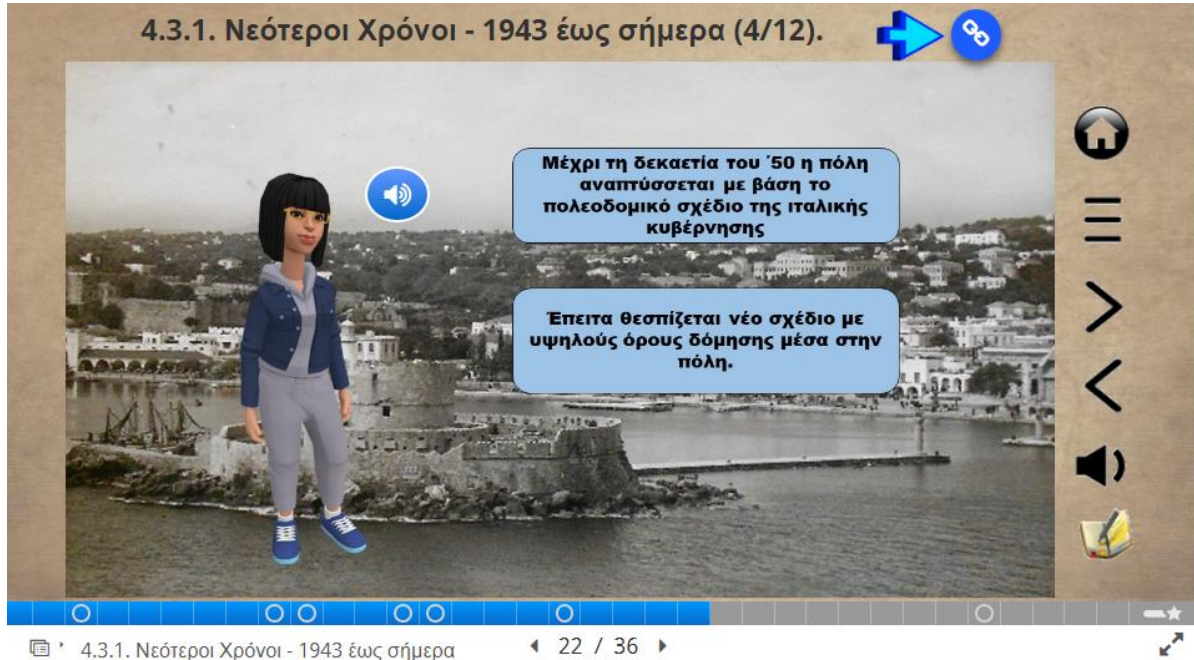 4.3.1. Νεότεροι Χρόνοι - 1943 έως σήμερα (4/12).
Μέχρι τη δεκαετία του ΄50 η πόλη
αναπτύσσεται με βάση το
πολεοδομικό σχέδιο της ιταλικής
κυβέρνησης
Έπειτα θεσπίζεται νέο σχέδιο με
υψηλούς όρους δόμησης μέσα στην
πόλη.
4.3.1. Νεότεροι Χρόνοι - 1943 έως σήμερα
22 / 36